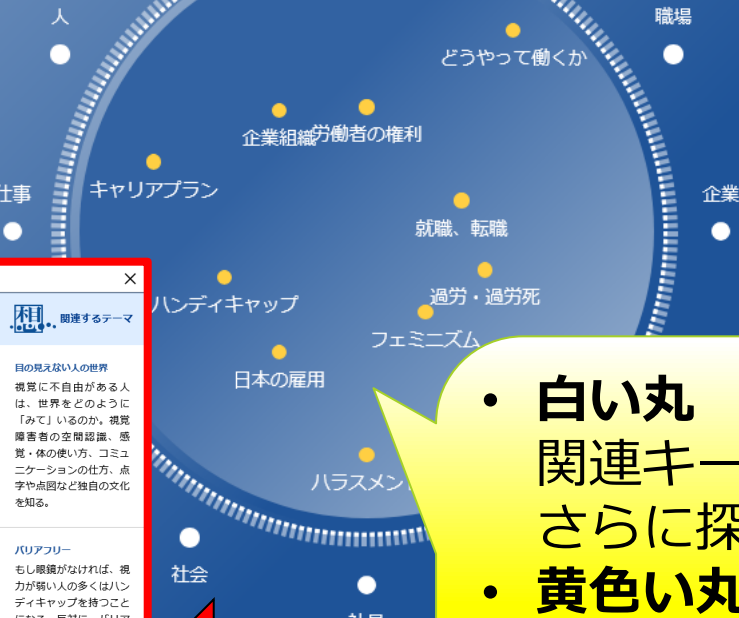 人
職場
どうやって働くか
企業組織
労働者の権利
キャリアプラン
仕事
企業
就職、転職
ハンディキャップ
過労・過労死
フェミニズム
日本の雇用
ハラスメン
社会
想
関連するテーマ
目の見えない人の世界
視覚に不自由がある人
は、世界をどのように
「みて」いるのか。視覚
障害者の空間認識、感
覚・体の使い方、コミュ
ニケーションの仕方、点
字や点図など独自の文化
を知る。
バリアフリー
もし眼鏡がなければ、視
力が弱い人の多くはハン
ディキャップを持つこと
• 白い丸
関連キー
さらに探
• 黄色い丸